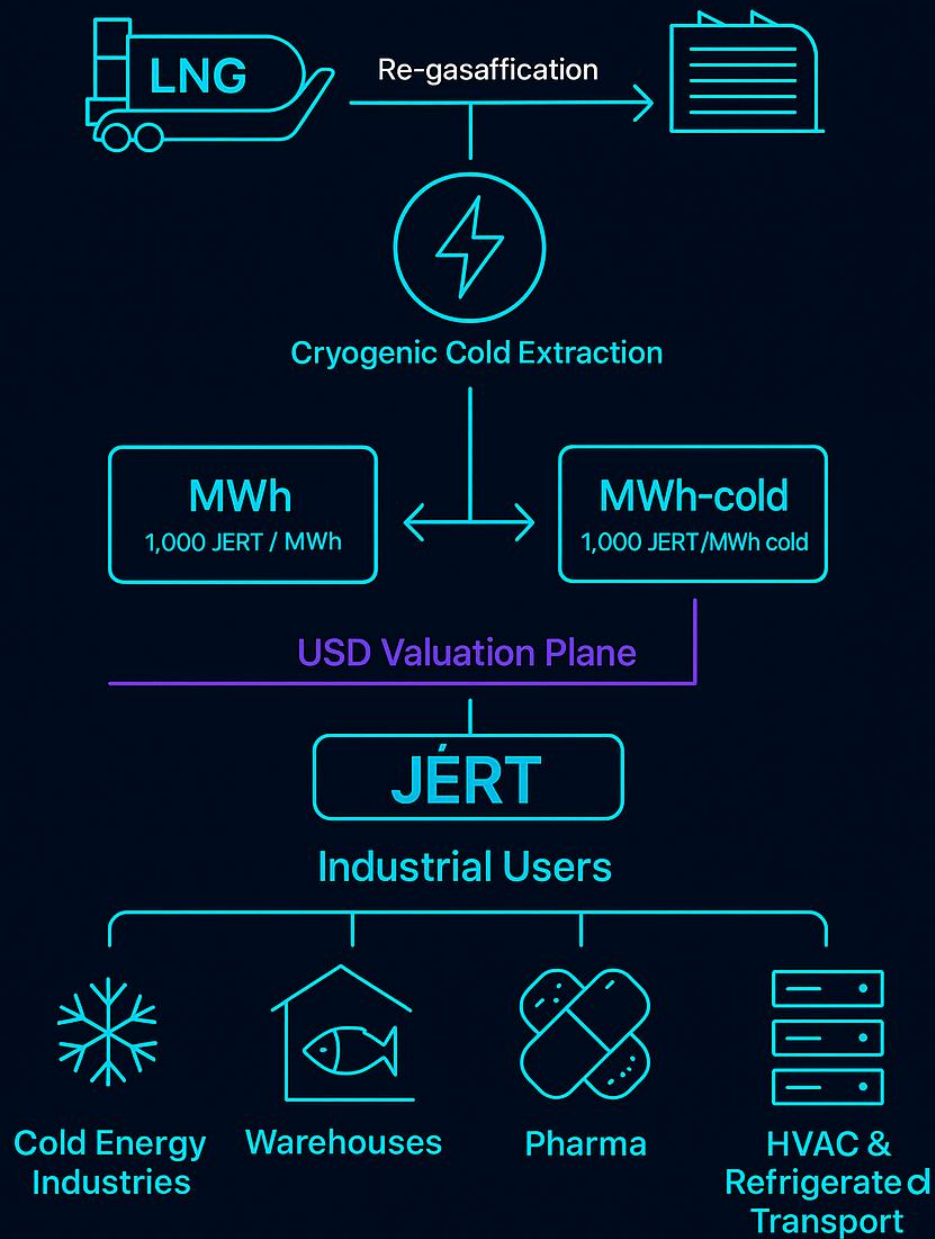 LNG
Re-gasaffication
Cryogenic Cold Extraction
MWh
1,000 JERT / MWh
MWh-cold
1,000 JERT/MWh cold
USD Valuation Plane
JÉRT
Industrial Users
Cold Energy
Industries
Warehouses
Pharma
HVAC &
Refrigerated
Transport